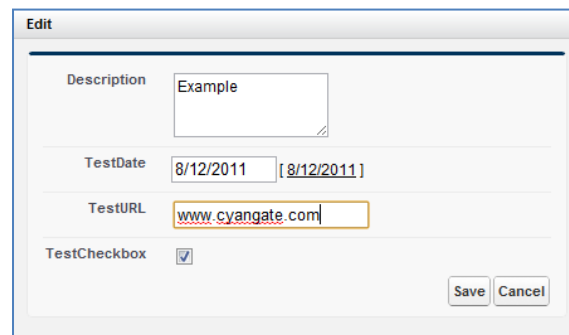 Edit
Description Example
TestDate 8/12/2011 [ 8/12/2011 ]
TestURL www.cyangate.com
TestCheckbox
Save Cancel